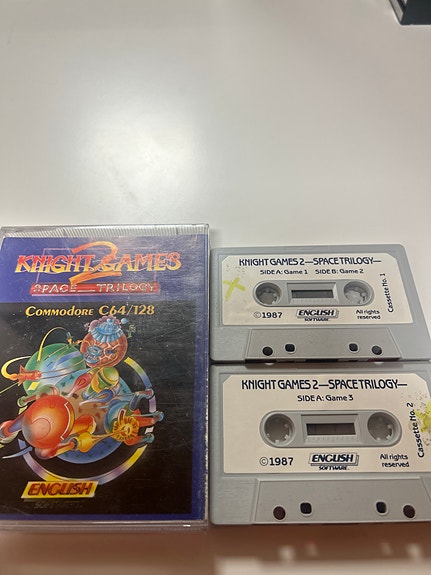 KNIGHT GAMES
2
SPACE TRILOGY
COMMODORE C64/128
ENGLISH
SOFTWARE
KNIGHT GAMES 2—SPACE TRILOGY—
SIDE A: Game 1 SIDE B: Game 2
©1987
ENGLISH
SOFTWARE
All rights
reserved
Cassette No. 1
KNIGHT GAMES 2—SPACE TRILOGY—
SIDE A: Game 3
©1987
ENGLISH
SOFTWARE
All rights
reserved
Cassette No. 2